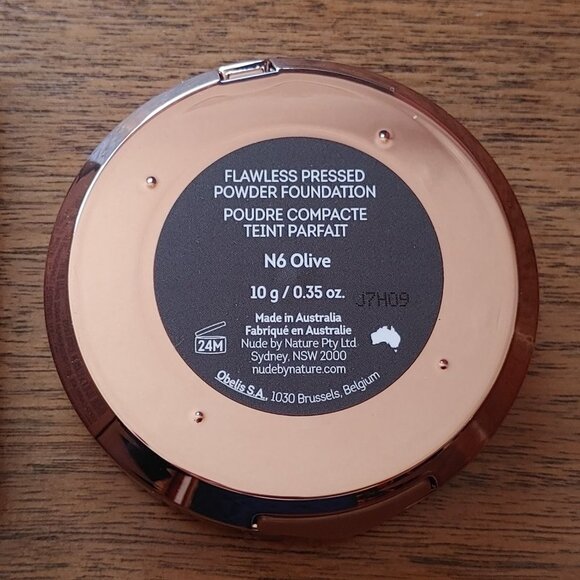 FLAWLESS PRESSED
POWDER FOUNDATION
POUDRE COMPACTE
TEINT PARFAIT
N6 Olive
10 g / 0.35 oz.
J7H09
Made in Australia
Fabriqué en Australie
24M
Nude by Nature Pty Ltd
Sydney, NSW 2000
nudebynature.com
Obelis S.A., 1030 Brussels, Belgium